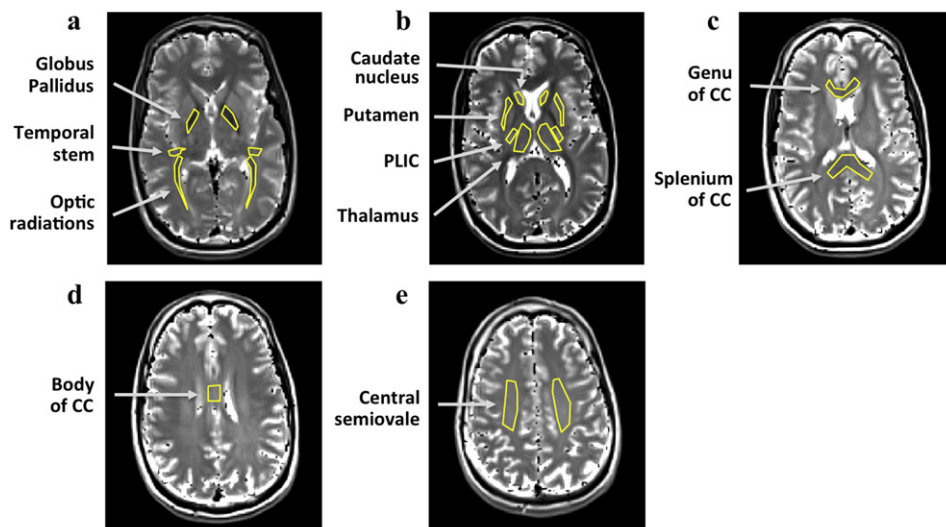 a
Globus
Pallidus
Temporal
stem
Optic
radiations
b
Caudate
nucleus
Putamen
PLIC
Thalamus
c
Genu
of CC
Splenium
of CC
d
Body
of CC
e
Central
semiovale